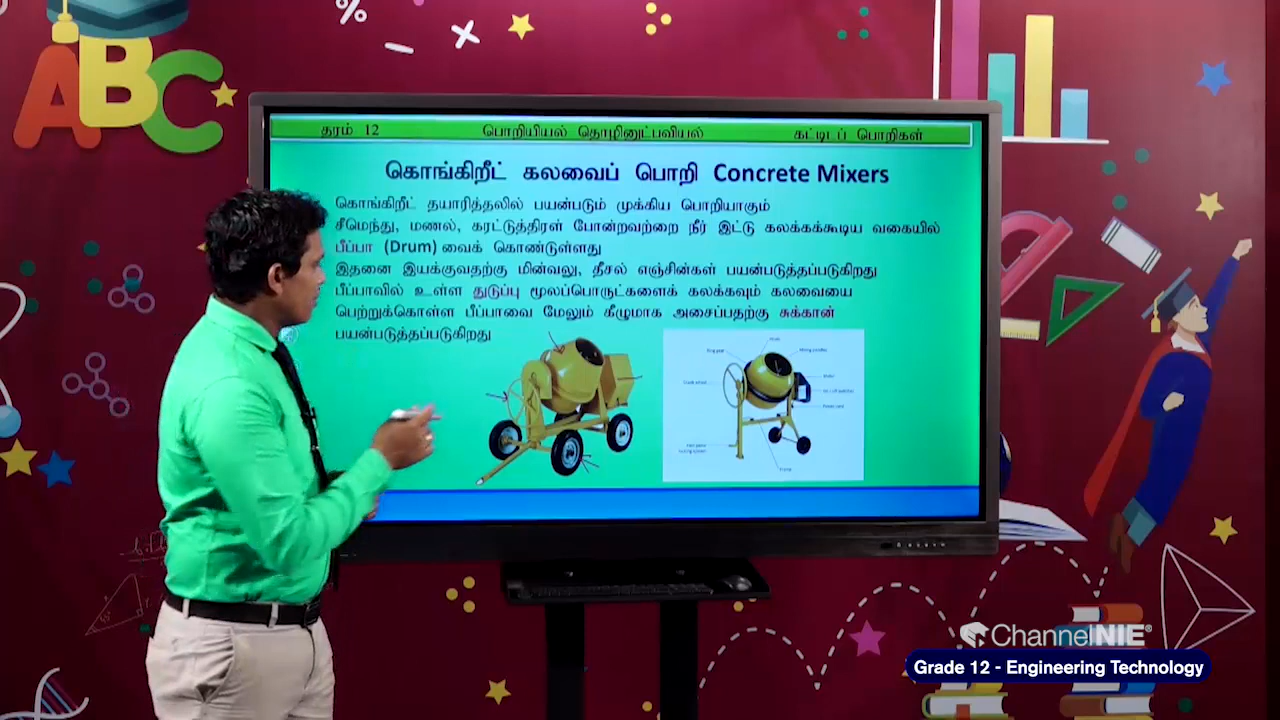 ABC
தரம் 12 பொறியியல் தொழினுட்பவியல் கட்டிடப் பொறிகள்
கொங்கிறீட் கலவைப் பொறி Concrete Mixers
கொங்கிறீட் தயாரித்தலில் பயன்படும் முக்கிய பொறியாகும்
சீமெந்து, மணல், கரட்டுத்திரள் போன்றவற்றை நீர் இட்டு கலக்கக்கூடிய வகையில்
பீப்பா (Drum) வைக் கொண்டுள்ளது
இதனை இயக்குவதற்கு மின்வலு, தீசல் எஞ்சின்கள் பயன்படுத்தப்படுகிறது
பீப்பாவில் உள்ள துடுப்பு மூலப்பொருட்களைக் கலக்கவும் கலவையை
பெற்றுக்கொள்ள பீப்பாவை மேலும் கீழுமாக அசைப்பதற்கு சுக்கான்
பயன்படுத்தப்படுகிறது
ChannelNIE®
Grade 12 - Engineering Technology